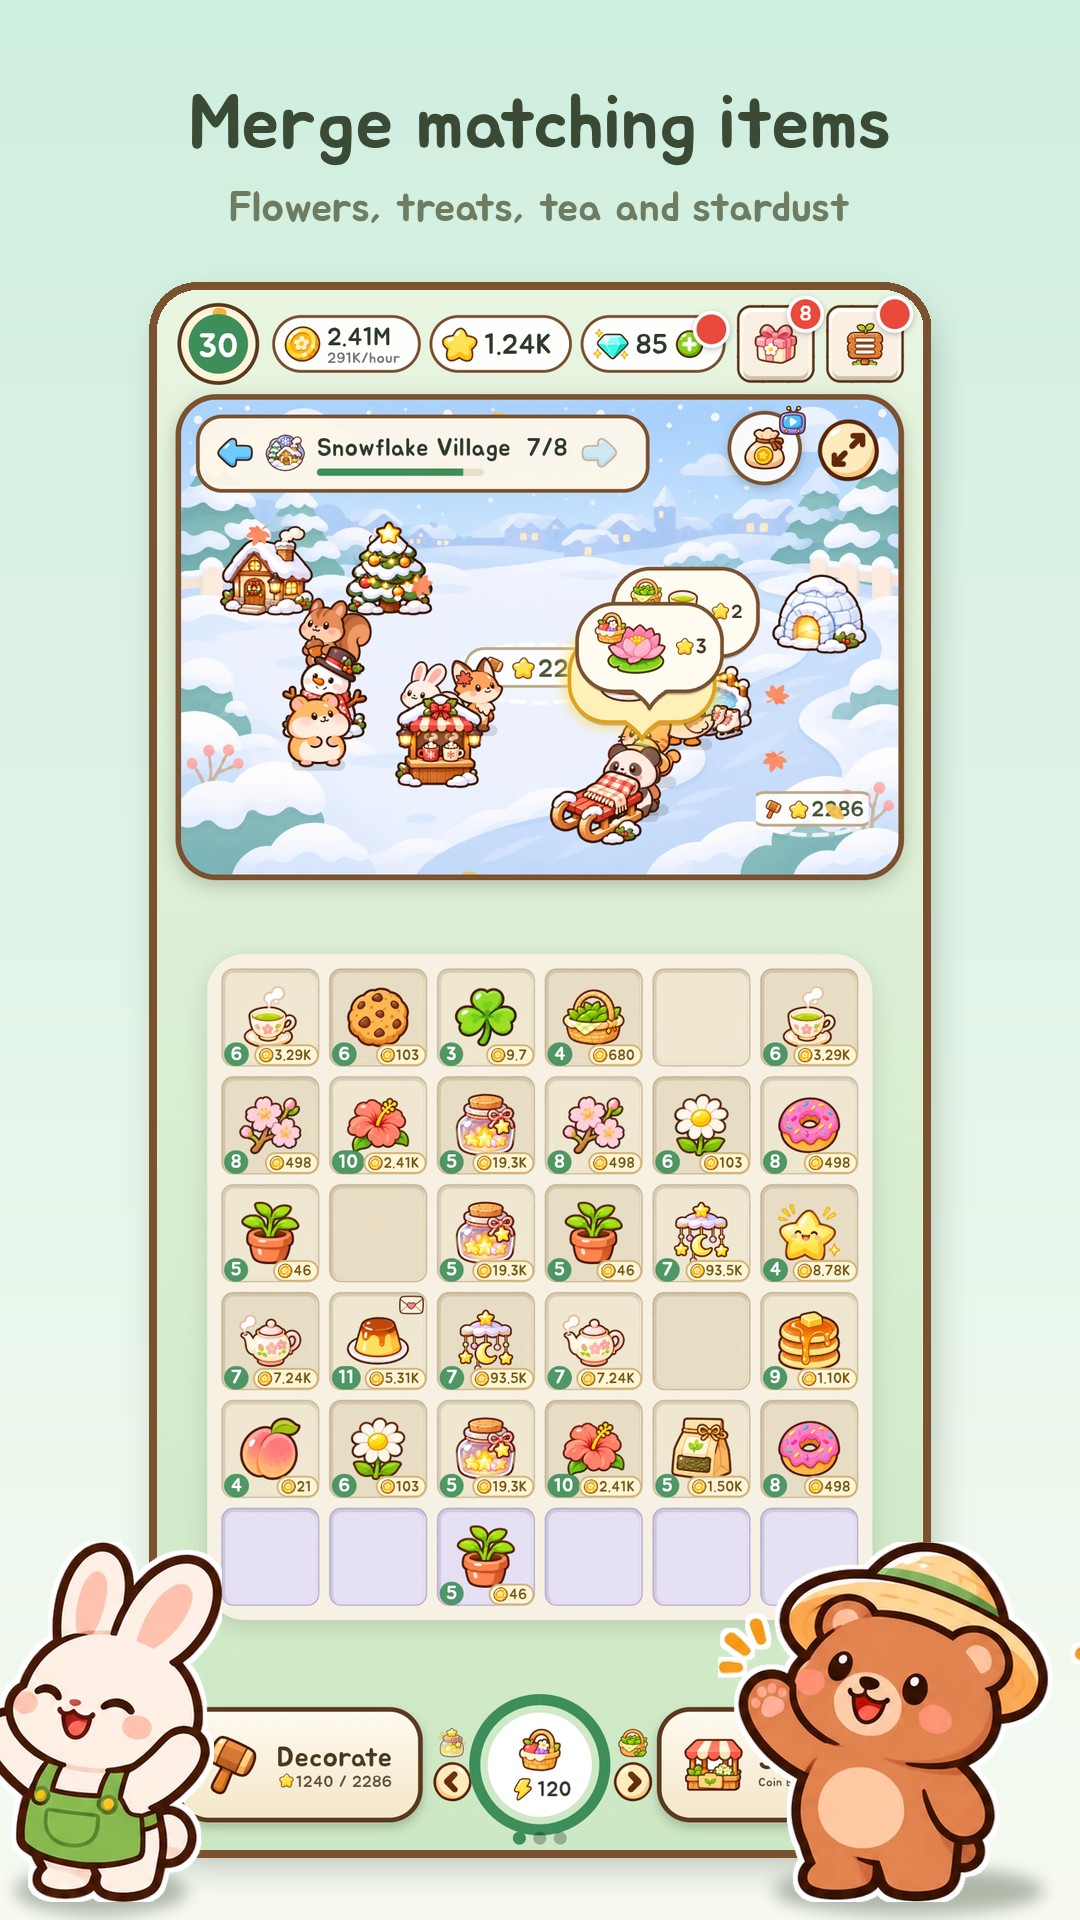 Merge matching items
Flowers, treats, tea and stardust
30
2.41M
291K/hour
1.24K
85
8
Snowflake Village 7/8
2
3
22
2286
6 3.29K
6 103
3 9.7
4 680
6 3.29K
8 498
10 2.41K
5 19.3K
8 498
6 103
8 498
5 46
5 19.3K
5 46
7 93.5K
4 8.78K
7 7.24K
11 5.31K
7 93.5K
7 7.24K
9 1.10K
4 21
6 103
5 19.3K
10 2.41K
5 1.50K
8 498
5 46
Decorate
1240 / 2286
120
Coin